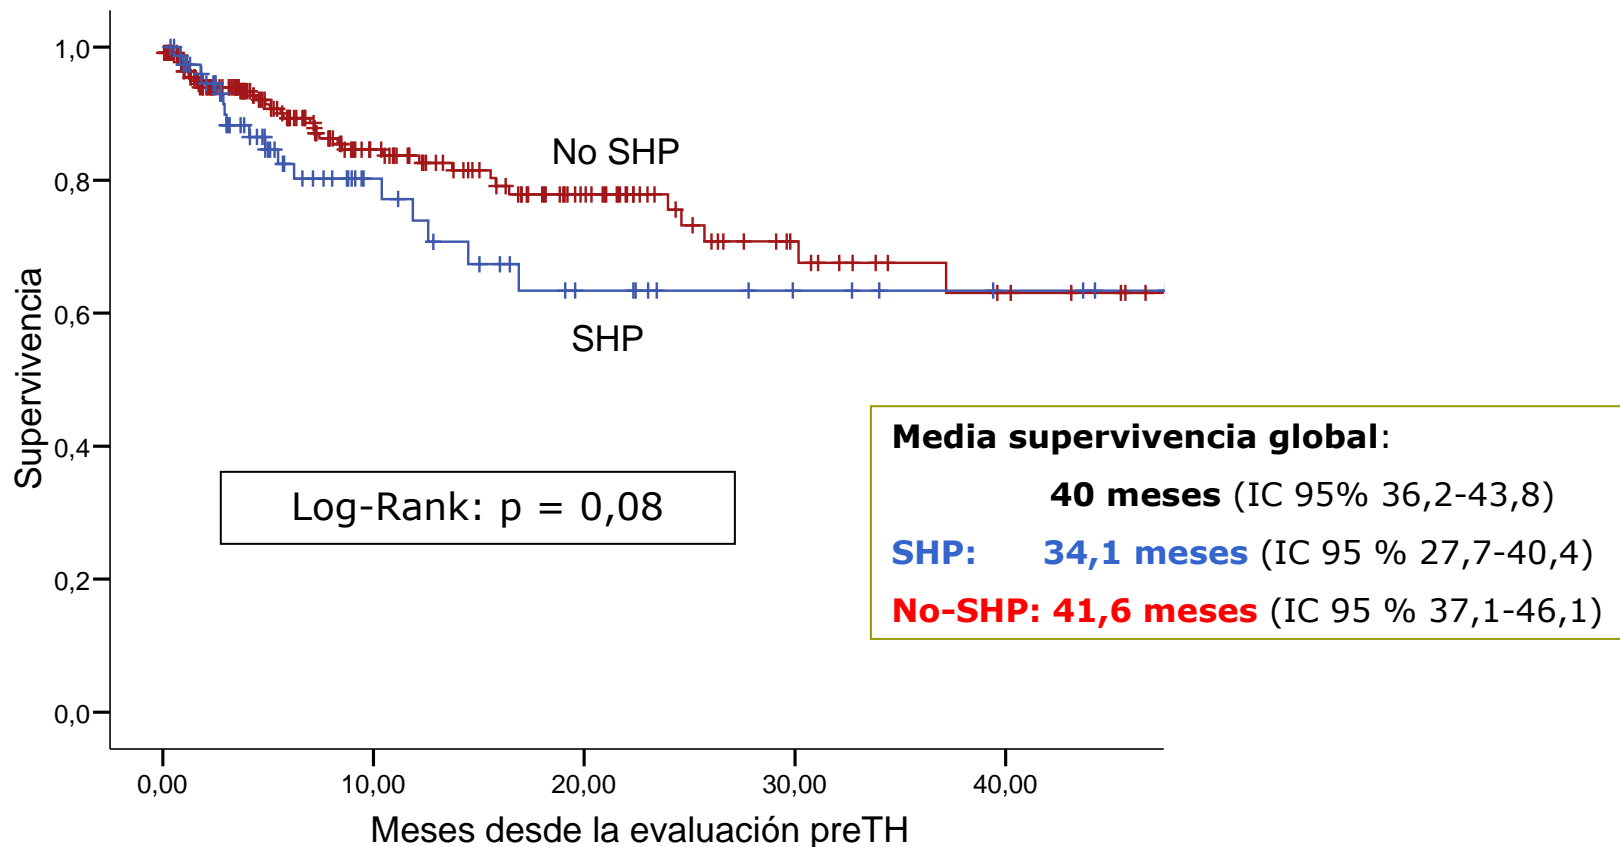 1,0
0,8
0,6
0,4
0,2
0,0
Supervivencia
No SHP
SHP
Log-Rank: p = 0,08
Media supervivencia global:
40 meses (IC 95% 36,2-43,8)
SHP: 34,1 meses (IC 95 % 27,7-40,4)
No-SHP: 41,6 meses (IC 95 % 37,1-46,1)
0,00 10,00 20,00 30,00 40,00
Meses desde la evaluación preTH